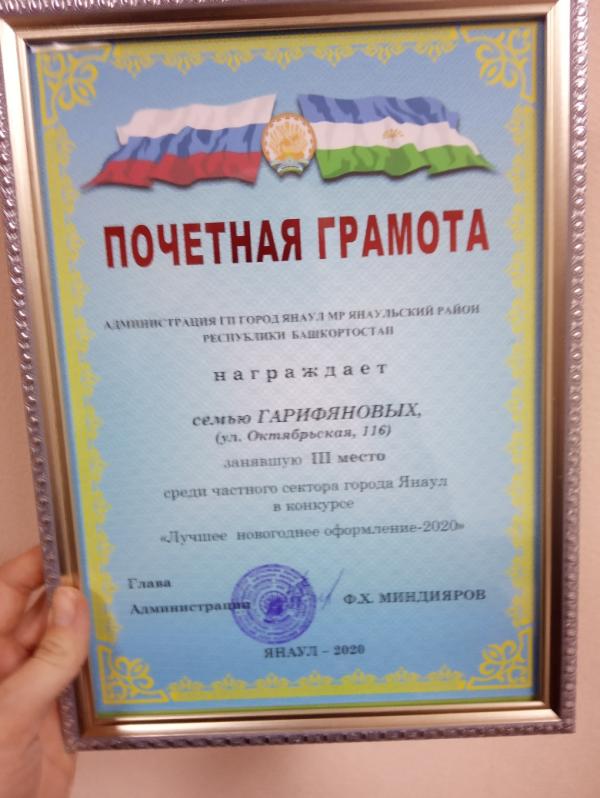 ПОЧЕТНАЯ ГРАМОТА
АДМИНИСТРАЦИЯ ГП ГОРОД ЯНАУЛ МР ЯНАУЛЬСКИЙ РАЙОН
РЕСПУБЛИКИ БАШКОРТОСТАН
награждает
семью ГАРИФЯНОВЫХ,
(ул. Октябрьская, 116)
занявшую III место
среди частного сектора города Янаул
в конкурсе
«Лучшее новогоднее оформление-2020»
Глава
Администрации Ф.Х. МИНДИЯРОВ
ЯНАУЛ – 2020